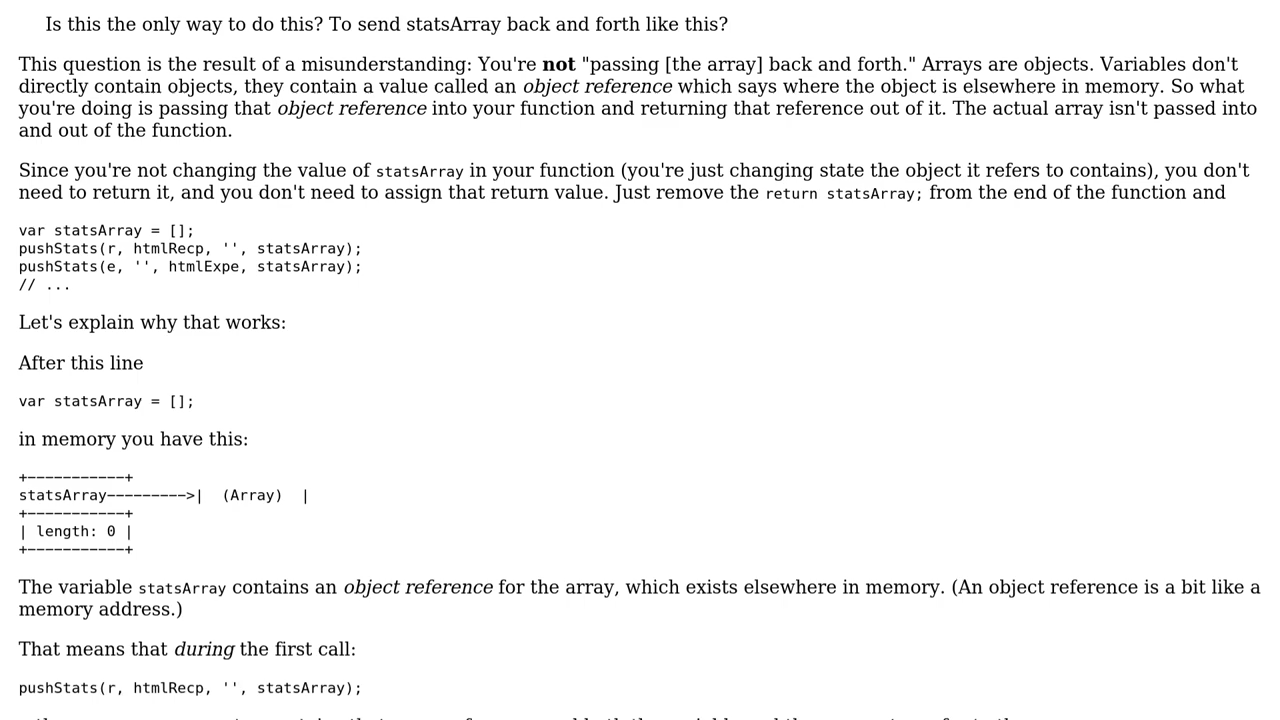 Is this the only way to do this? To send statsArray back and forth like this?
This question is the result of a misunderstanding: You're not "passing [the array] back and forth." Arrays are objects. Variables don't
directly contain objects, they contain a value called an object reference which says where the object is elsewhere in memory. So what
you're doing is passing that object reference into your function and returning that reference out of it. The actual array isn't passed into
and out of the function.
Since you're not changing the value of statsArray in your function (you're just changing state the object it refers to contains), you don't
need to return it, and you don't need to assign that return value. Just remove the return statsArray; from the end of the function and
var statsArray = [];
pushStats(r, htmlRecp, '', statsArray);
pushStats(e, '', htmlExpe, statsArray);
// ...
Let's explain why that works:
After this line
var statsArray = [];
in memory you have this:
+−−−−−−−−−−−+
statsArray−−−−−−−−−>|  (Array)  |
+−−−−−−−−−−−+
| length: 0 |
+−−−−−−−−−−−+
The variable statsArray contains an object reference for the array, which exists elsewhere in memory. (An object reference is a bit like a
memory address.)
That means that during the first call:
pushStats(r, htmlRecp, '', statsArray);